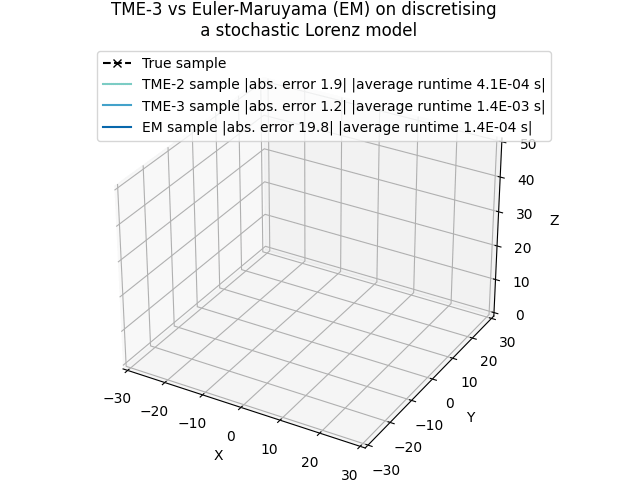 TME-3 vs Euler-Maruyama (EM) on discretising
a stochastic Lorenz model
True sample
TME-2 sample |abs. error 1.9| |average runtime 4.1E-04 s|
TME-3 sample |abs. error 1.2| |average runtime 1.4E-03 s|
EM sample |abs. error 19.8| |average runtime 1.4E-04 s|
50
40
30
20
10
0
Z
30
20
10
0
−10
−20
−30
Y
−30
−20
−10
0
10
20
30
X